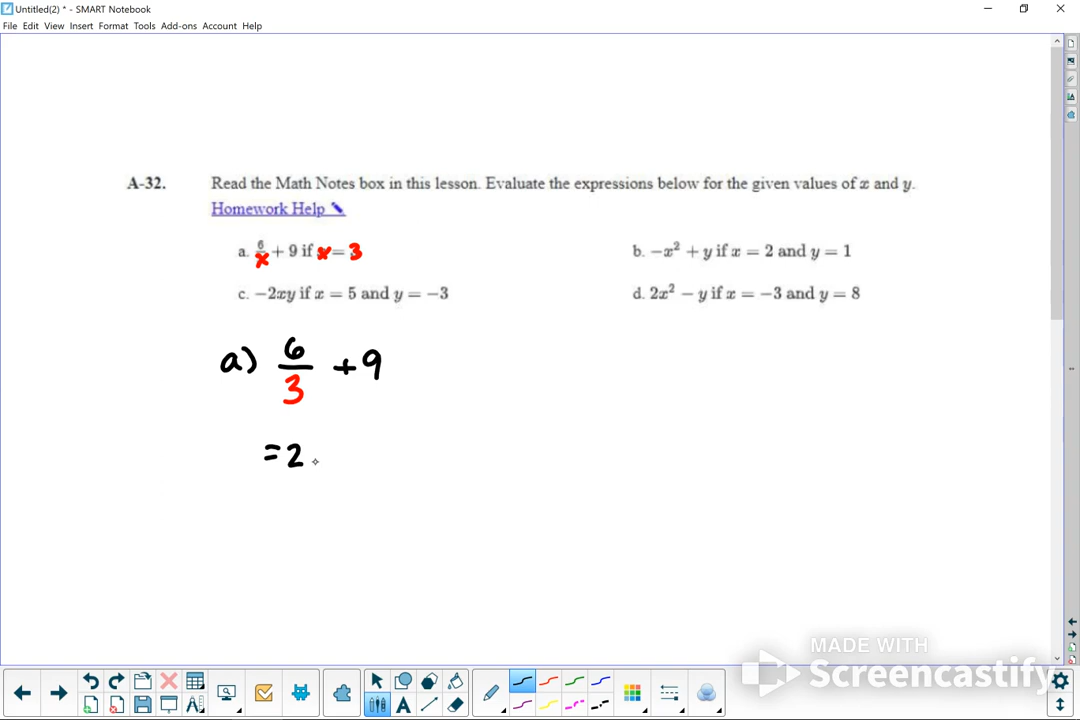 Untitled(2) * - SMART Notebook
File Edit View Insert Format Tools Add-ons Account Help
A-32. Read the Math Notes box in this lesson. Evaluate the expressions below for the given values of x and y.
Homework Help ✎
a. 6/x + 9 if x = 3
b. −x² + y if x = 2 and y = 1
c. −2xy if x = 5 and y = −3
d. 2x² − y if x = −3 and y = 8
a) 6/3 + 9
= 2
MADE WITH
Screencastify